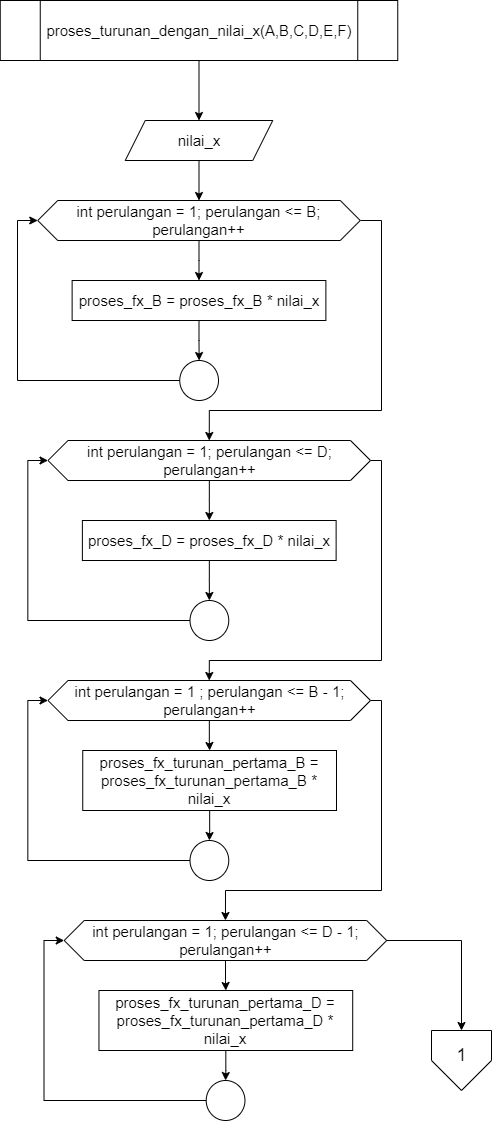 proses_turunan_dengan_nilai_x(A,B,C,D,E,F)
nilai_x
int perulangan = 1; perulangan <= B;
perulangan++
proses_fx_B = proses_fx_B * nilai_x
int perulangan = 1; perulangan <= D;
perulangan++
proses_fx_D = proses_fx_D * nilai_x
int perulangan = 1 ; perulangan <= B - 1;
perulangan++
proses_fx_turunan_pertama_B =
proses_fx_turunan_pertama_B *
nilai_x
int perulangan = 1; perulangan <= D - 1;
perulangan++
proses_fx_turunan_pertama_D =
proses_fx_turunan_pertama_D *
nilai_x
1